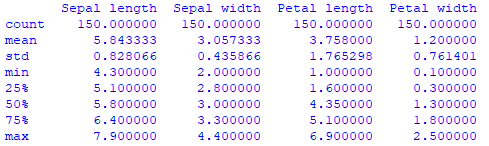 Sepal length Sepal width Petal length Petal width
count 150.000000 150.000000 150.000000 150.000000
mean 5.843333 3.057333 3.758000 1.200000
std 0.828066 0.435866 1.765298 0.761401
min 4.300000 2.000000 1.000000 0.100000
25% 5.100000 2.800000 1.600000 0.300000
50% 5.800000 3.000000 4.350000 1.300000
75% 6.400000 3.300000 5.100000 1.800000
max 7.900000 4.400000 6.900000 2.500000